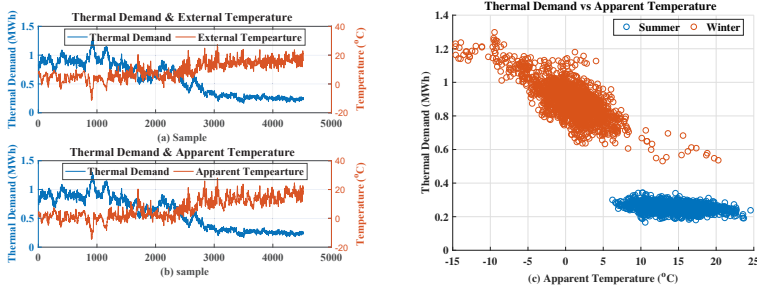 Thermal Demand & External Temperature
Thermal Demand (MWh)
1.5
1
0.5
0
Thermal Demand
External Tempearture
40
20
0
-20
Temparature (°C)
0
1000
2000
3000
4000
5000
(a) Sample
Thermal Demand & Apparent Temperature
Thermal Demand (MWh)
1.5
1
0.5
0
Thermal Demand
Apparent Tempearture
40
20
0
-20
Temperature (°C)
0
1000
2000
3000
4000
5000
(b) sample
Thermal Demand vs Apparent Temperature
Thermal Demand (MWh)
1.4
1.2
1
0.8
0.6
0.4
0.2
0
Summer
Winter
-15
-10
-5
0
5
10
15
20
25
(c) Apparent Temperature (°C)